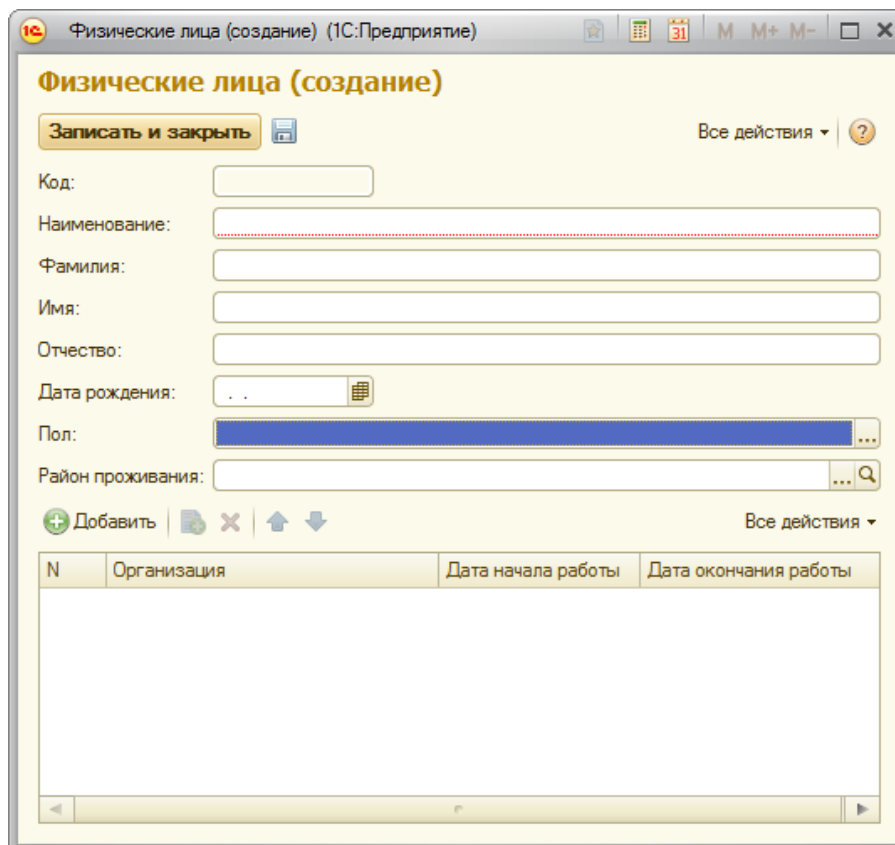 1С Физические лица (создание) (1С:Предприятие) 31 M M+ M-
Физические лица (создание)
Записать и закрыть Все действия ?
Код:
Наименование:
Фамилия:
Имя:
Отчество:
Дата рождения: . .
Пол: ...
Район проживания: ...
Добавить Все действия
N Организация Дата начала работы Дата окончания работы